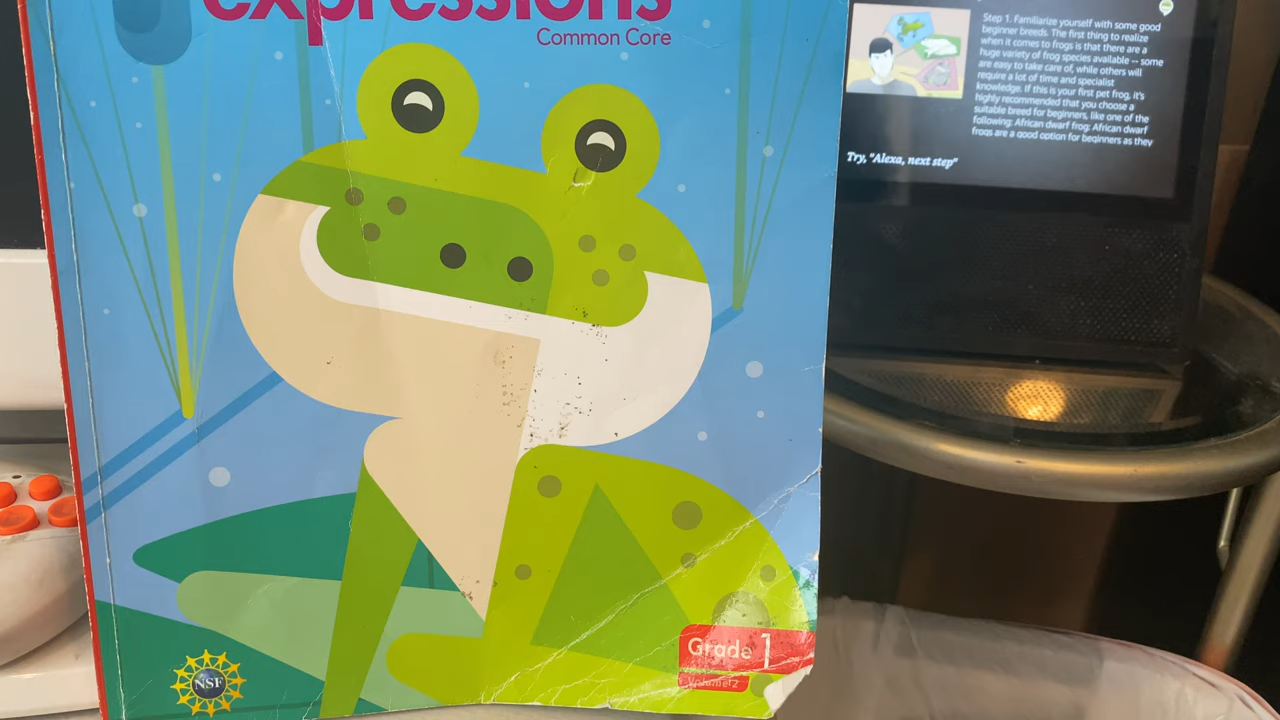 expressions
Common Core
Grade 1
Volume 2
NSF
Step 1. Familiarize yourself with some good
beginner breeds. The first thing to realize
when it comes to frogs is that there are a
huge variety of frog species available -- some
are easy to take care of, while others will
require a lot of time and specialist
knowledge. If this is your first pet frog, it's
highly recommended that you choose a
suitable breed for beginners, like one of the
following: African dwarf frog: African dwarf
frogs are a good option for beginners as they
Try, "Alexa, next step"